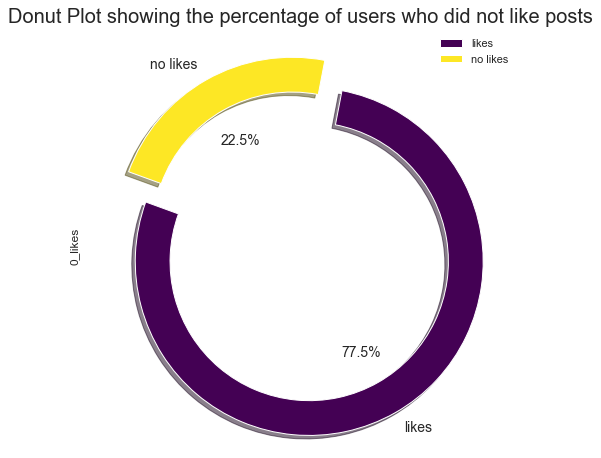 Donut Plot showing the percentage of users who did not like posts
likes
no likes
no likes
22.5%
0_likes
77.5%
likes